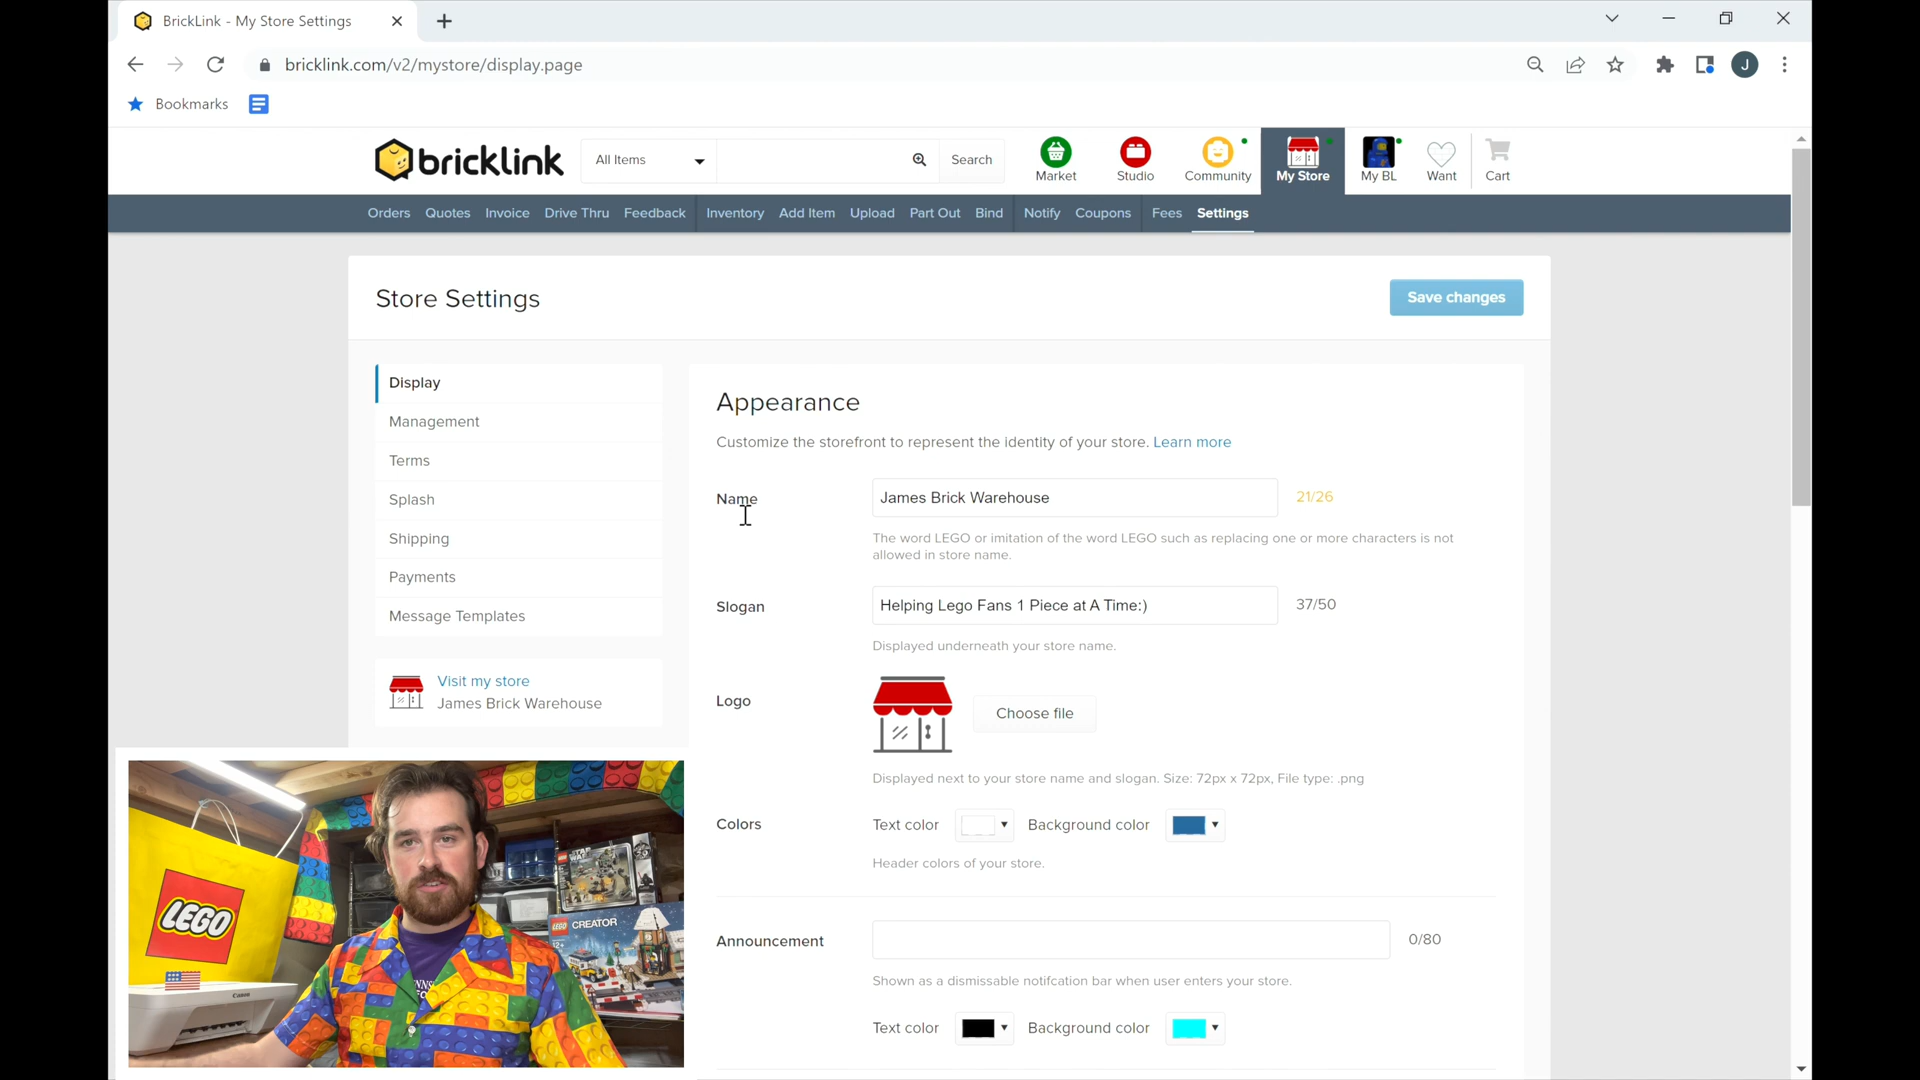 BrickLink - My Store Settings
bricklink.com/v2/mystore/display.page
J
Bookmarks
bricklink
All Items
Search
Market
Studio
Community
My Store
My BL
Want
Cart
Orders Quotes Invoice Drive Thru Feedback Inventory Add Item Upload Part Out Bind Notify Coupons Fees Settings
Store Settings
Save changes
Display
Management
Terms
Splash
Shipping
Payments
Message Templates
Visit my store
James Brick Warehouse
Appearance
Customize the storefront to represent the identity of your store. Learn more
Name
James Brick Warehouse
21/26
The word LEGO or imitation of the word LEGO such as replacing one or more characters is not
allowed in store name.
Slogan
Helping Lego Fans 1 Piece at A Time:)
37/50
Displayed underneath your store name.
Logo
Choose file
Displayed next to your store name and slogan. Size: 72px x 72px, File type: .png
Colors
Text color
Background color
Header colors of your store.
Announcement
0/80
Shown as a dismissable notifcation bar when user enters your store.
Text color
Background color
LEGO
Canon
STAR WARS
LEGO CREATOR
12+